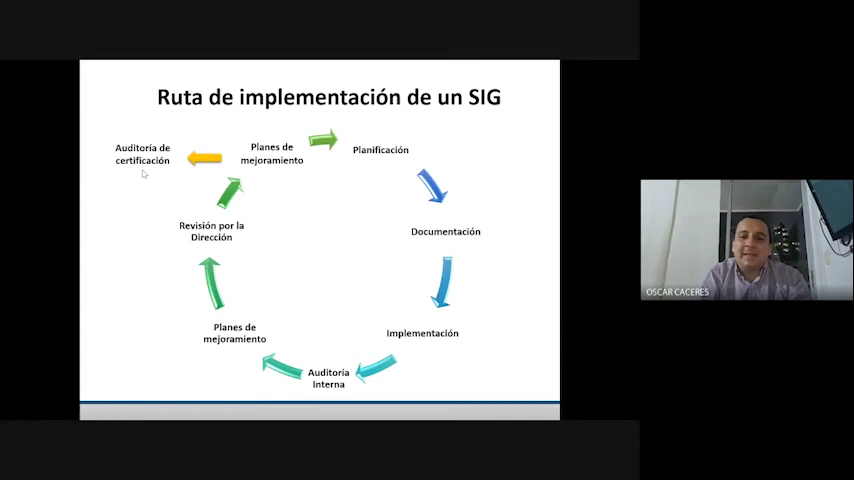 Ruta de implementación de un SIG
Auditoría de
certificación
Planes de
mejoramiento
Planificación
Revisión por la
Dirección
Documentación
Planes de
mejoramiento
Implementación
Auditoría
Interna
OSCAR CACERES